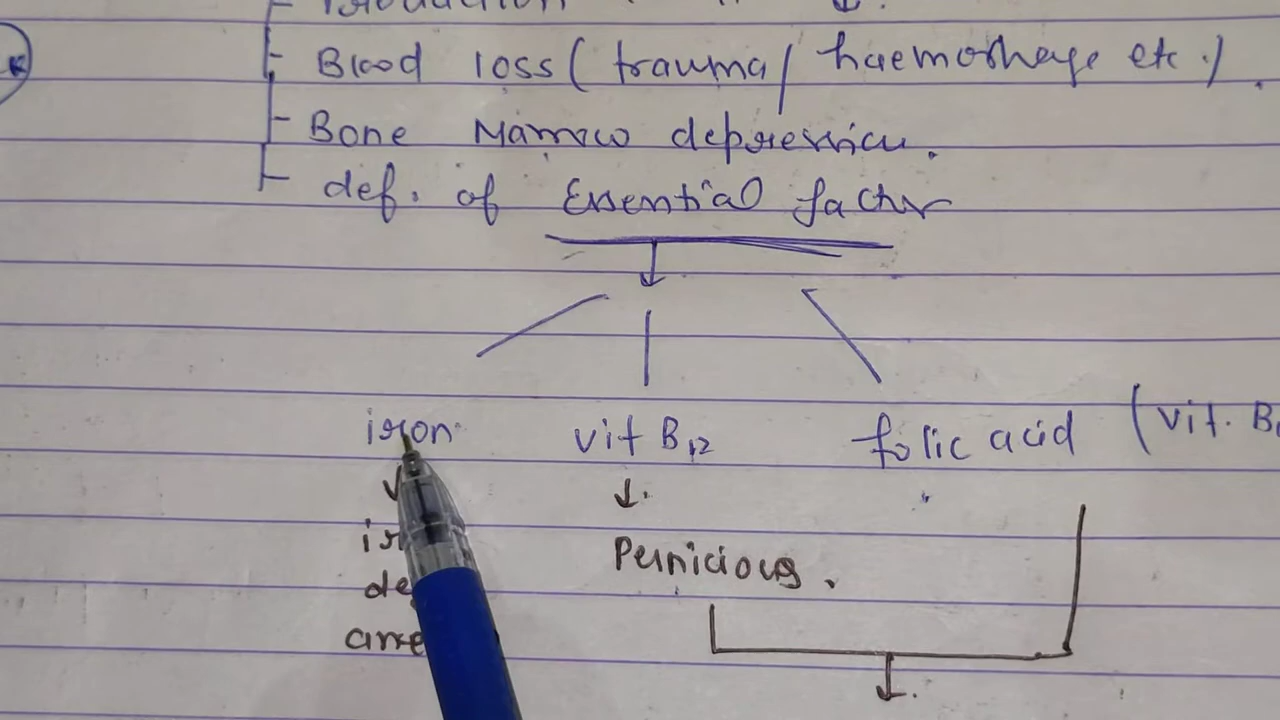 Blood loss ( trauma / haemorrhage etc.)
Bone Marrow depression.
def. of Essential factor
iron vit B12 folic acid (vit. B
Pernicious.